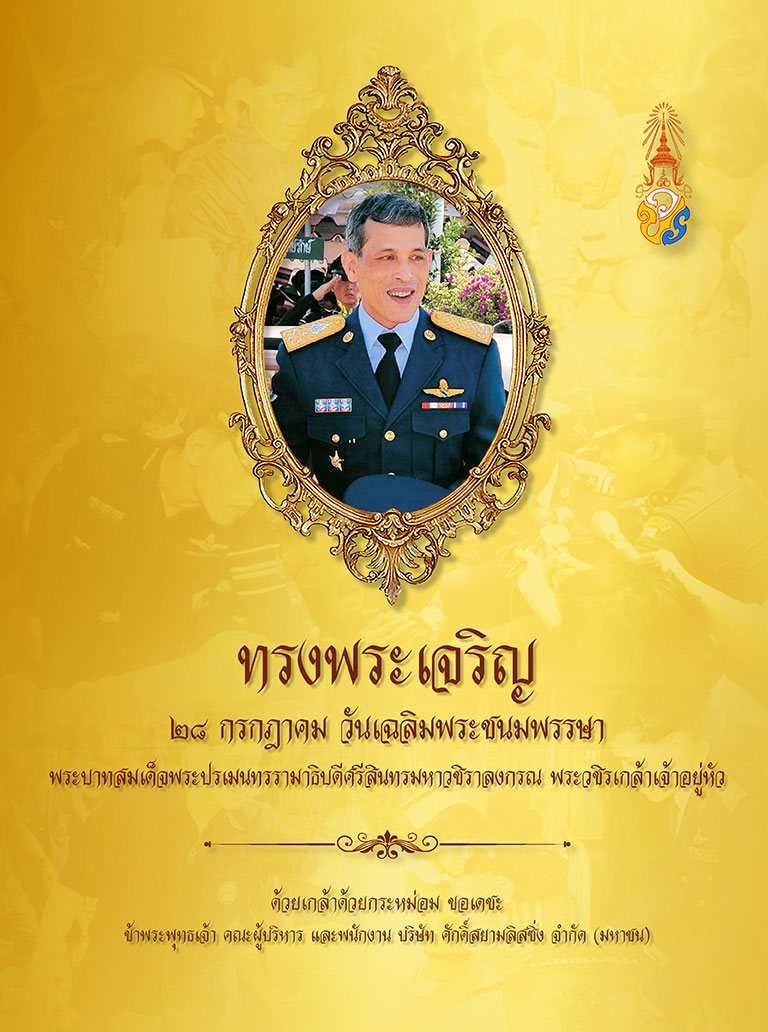 ทรงพระเจริญ
๒๘ กรกฎาคม วันเฉลิมพระชนมพรรษา
พระบาทสมเด็จพระปรเมนทรรามาธิบดีศรีสินทรมหาวชิราลงกรณ พระวชิรเกล้าเจ้าอยู่หัว
ด้วยเกล้าด้วยกระหม่อม ขอเดชะ
ข้าพระพุทธเจ้า คณะผู้บริหาร และพนักงาน บริษัท ศักดิ์สยามลิสซิ่ง จำกัด (มหาชน)